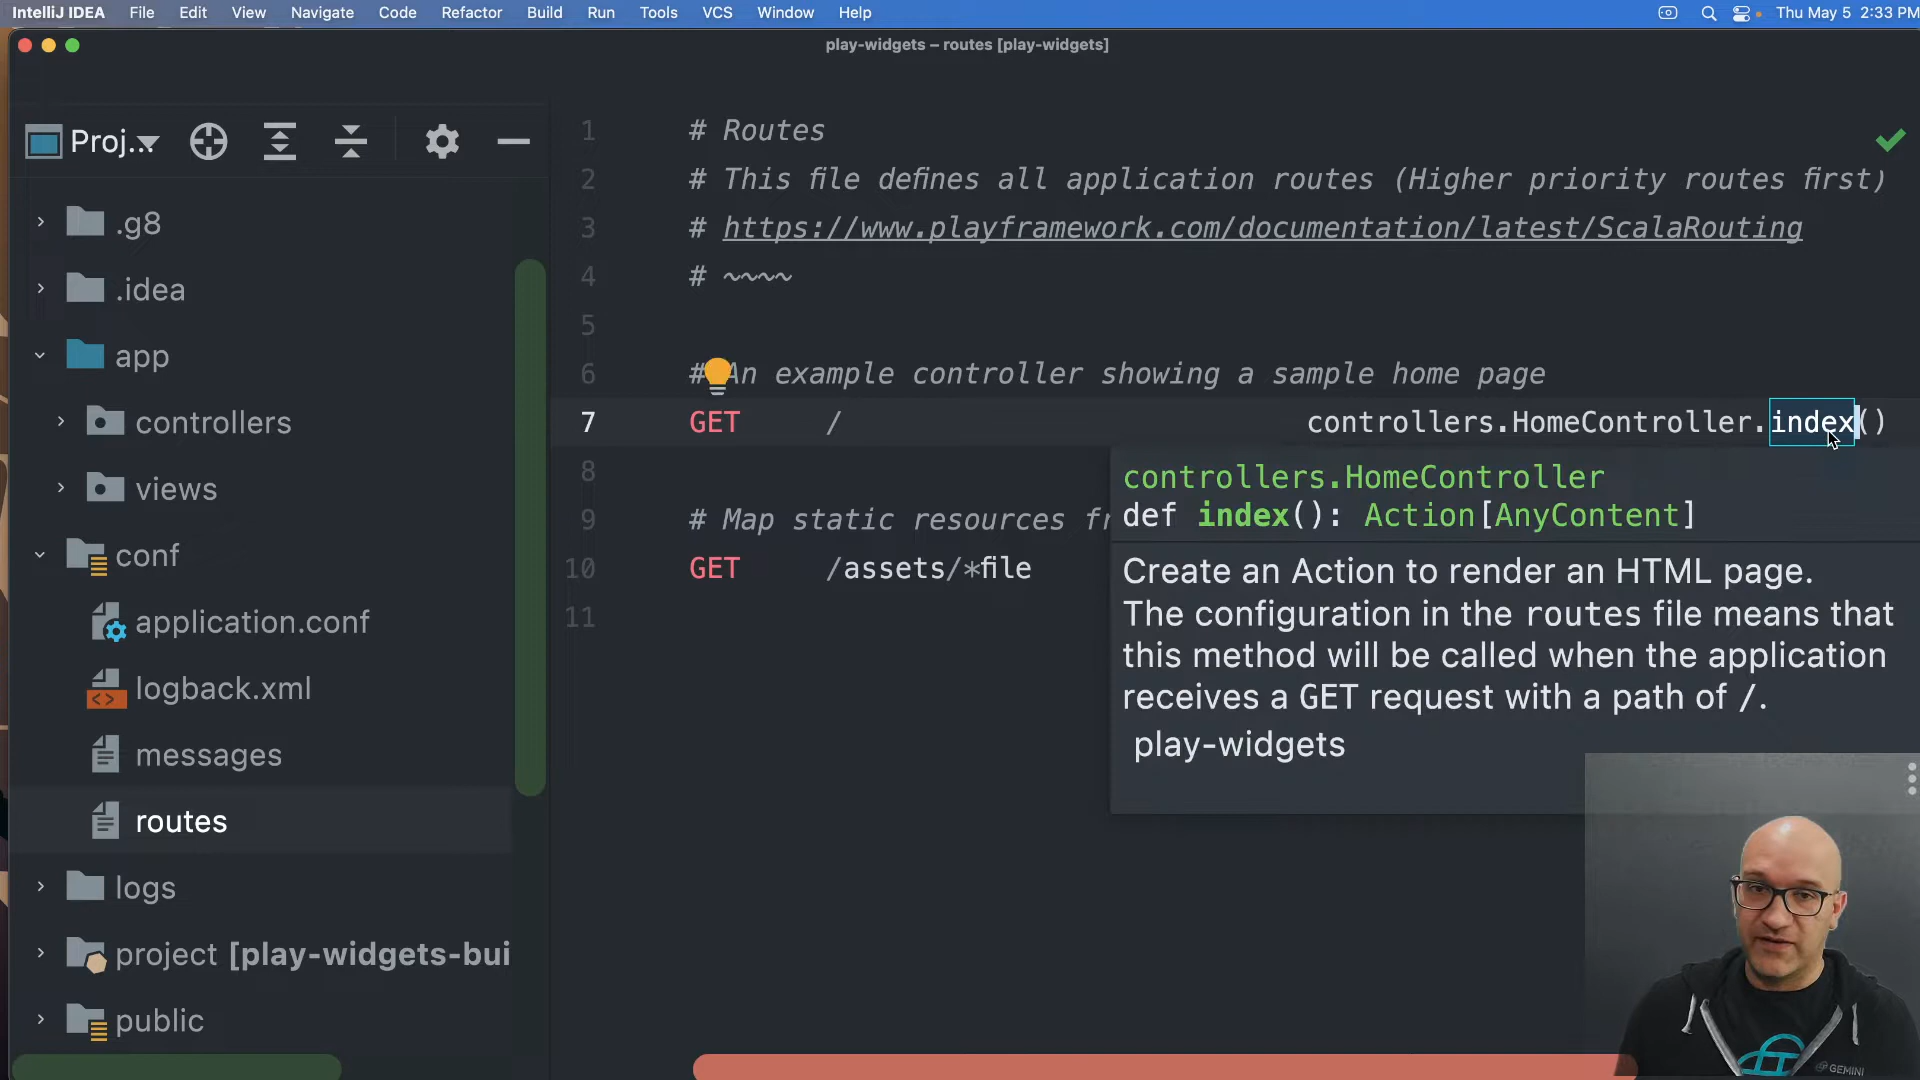 IntelliJ IDEA File Edit View Navigate Code Refactor Build Run Tools VCS Window Help Thu May 5 2:33 PM
play-widgets – routes [play-widgets]
Proj...
.g8
.idea
app
controllers
views
conf
application.conf
logback.xml
messages
routes
logs
project [play-widgets-bui
public
1 # Routes
2 # This file defines all application routes (Higher priority routes first)
3 # https://www.playframework.com/documentation/latest/ScalaRouting
4 # ~~~~
5
6 # An example controller showing a sample home page
7 GET / controllers.HomeController.index()
8
9 # Map static resources fr
10 GET /assets/*file
11
controllers.HomeController
def index(): Action[AnyContent]
Create an Action to render an HTML page.
The configuration in the routes file means that
this method will be called when the application
receives a GET request with a path of /.
play-widgets
GEMINI